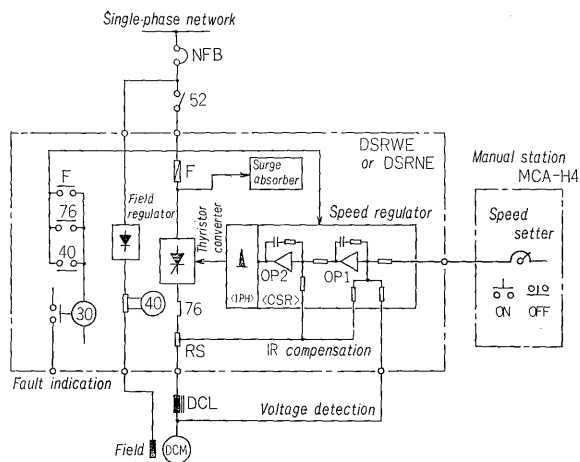 Single-phase network
NFB
52
DSRWE
or DSRNE
F
Surge
absorber
Manual station
MCA-H4
Speed
setter
ON
OFF
F
76
40
30
Field
regulator
Thyristor
converter
Speed regulator
OP2
OP1
<1PH>
<CSR>
40
76
RS
IR compensation
Fault indication
DCL
Voltage detection
Field
DCM